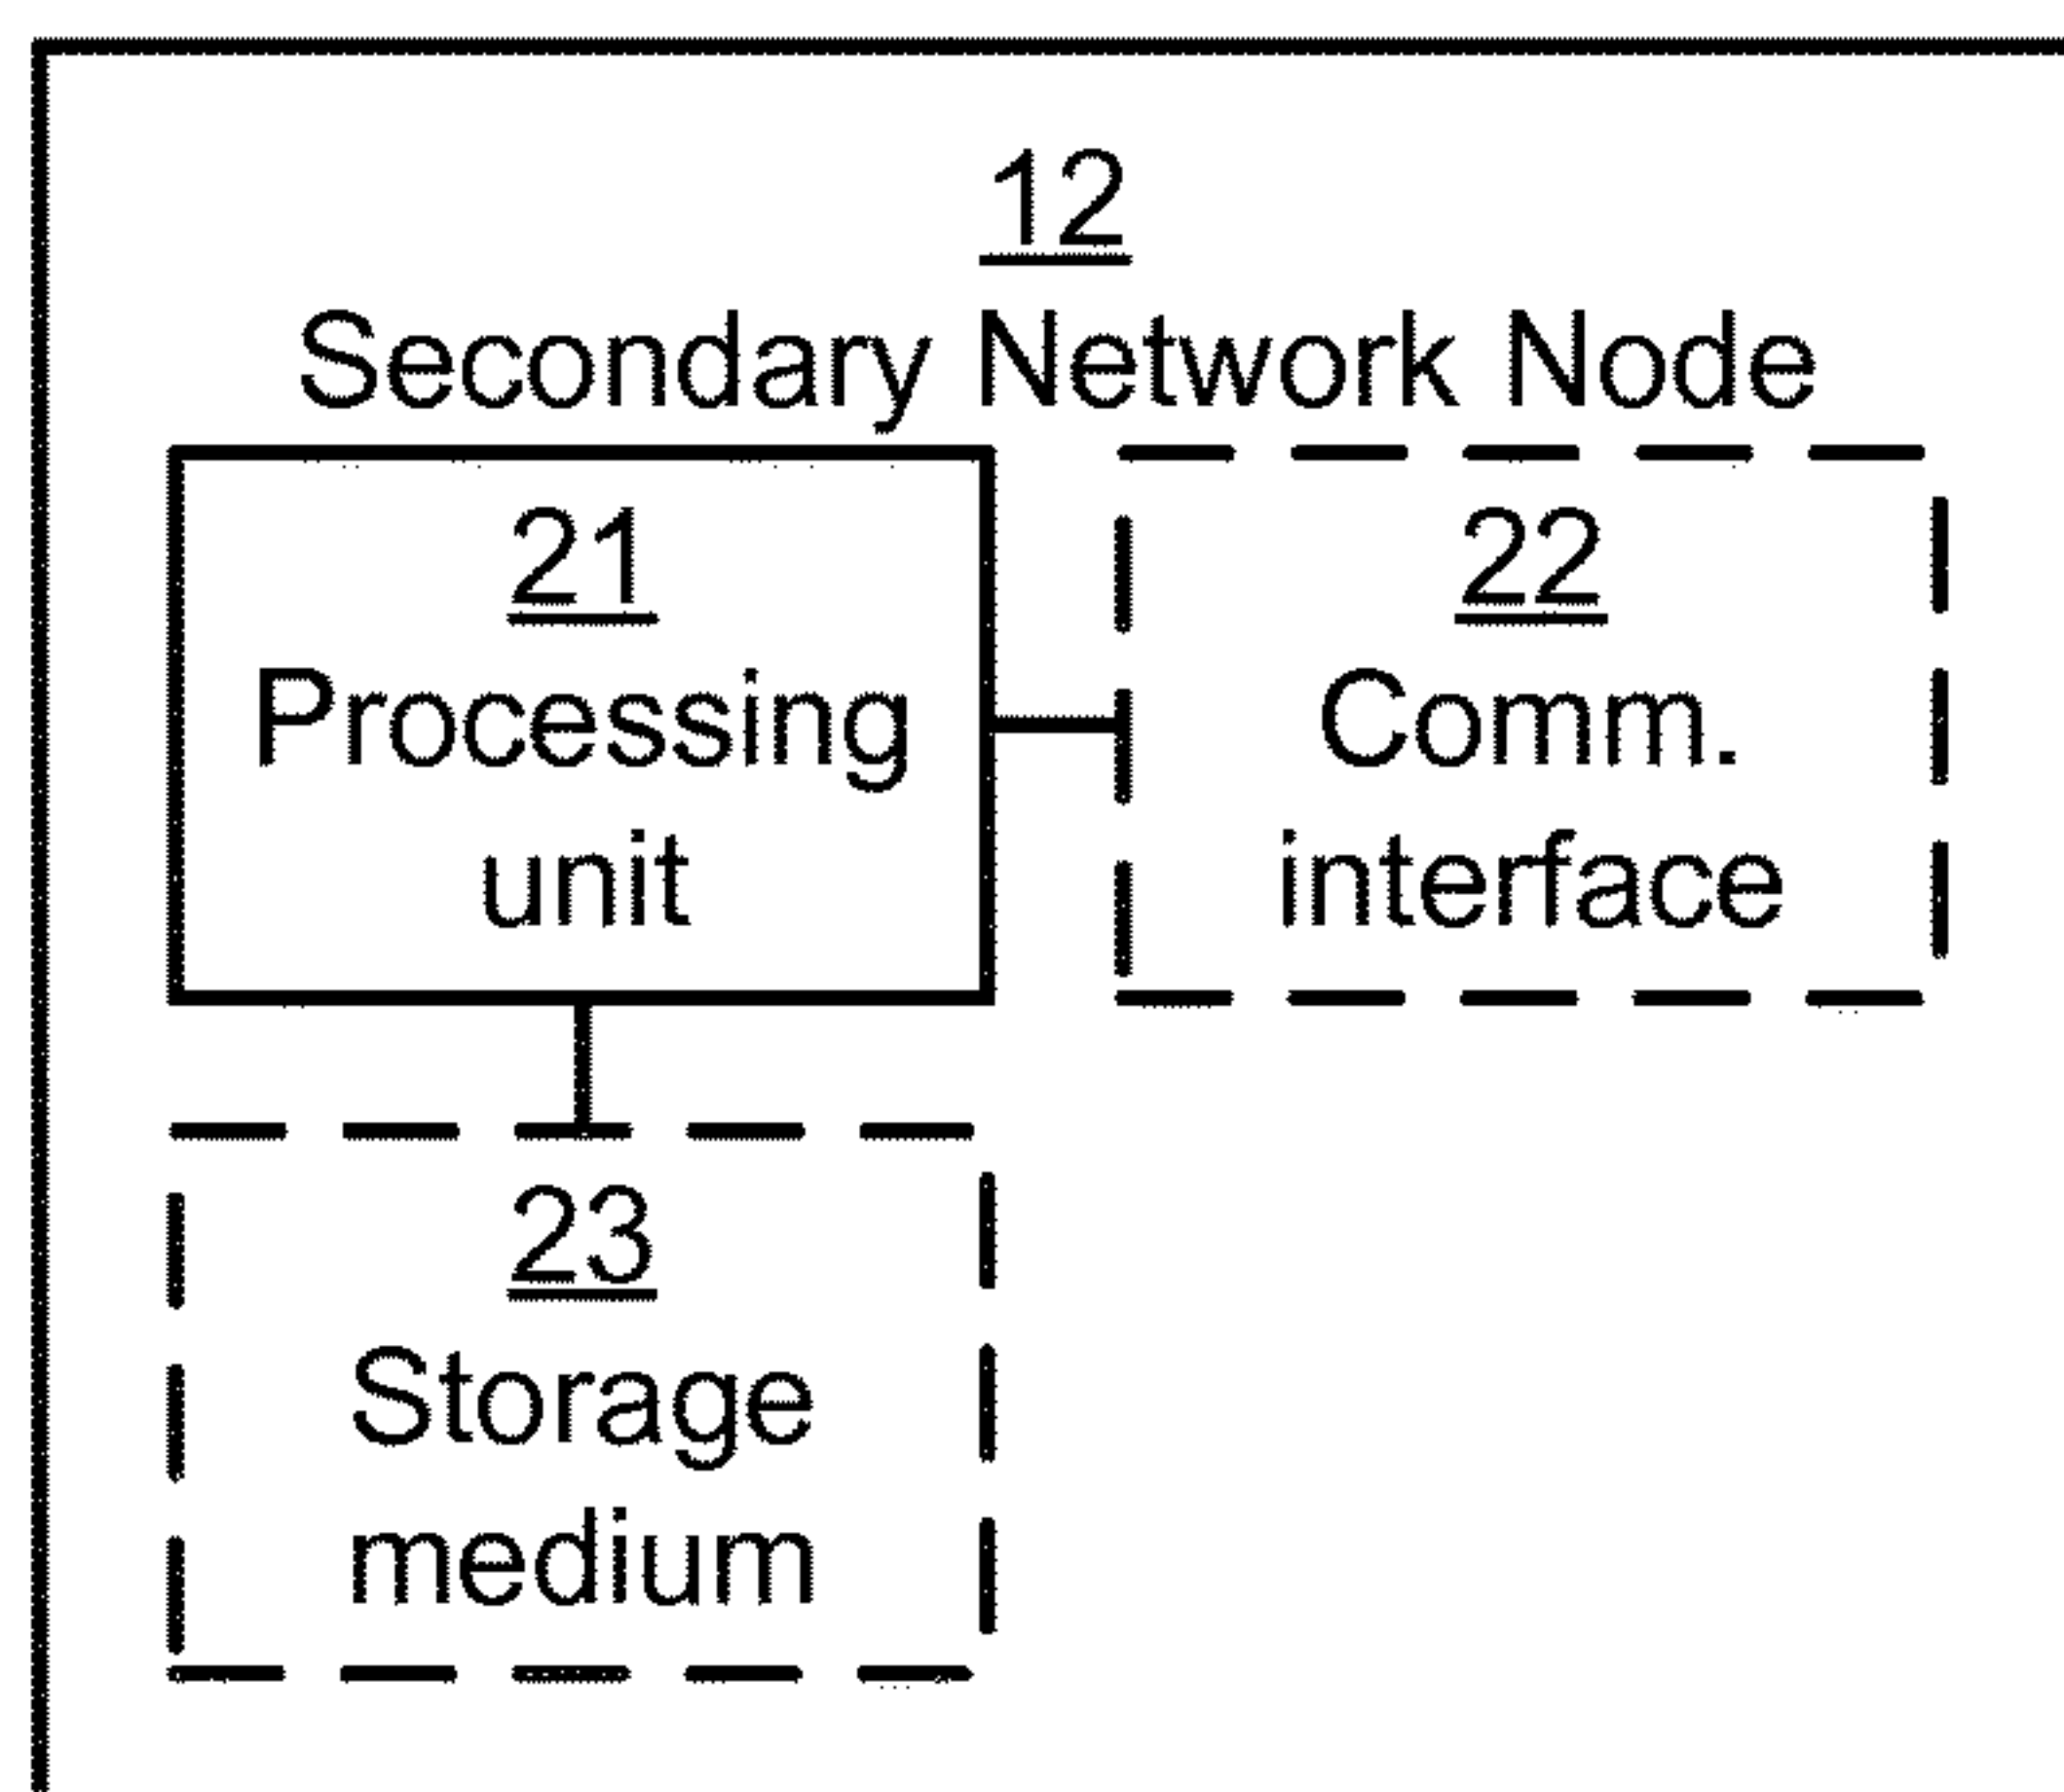 12
Secondary Network Node
21
Processing
unit
22
Comm.
interface
23
Storage
medium